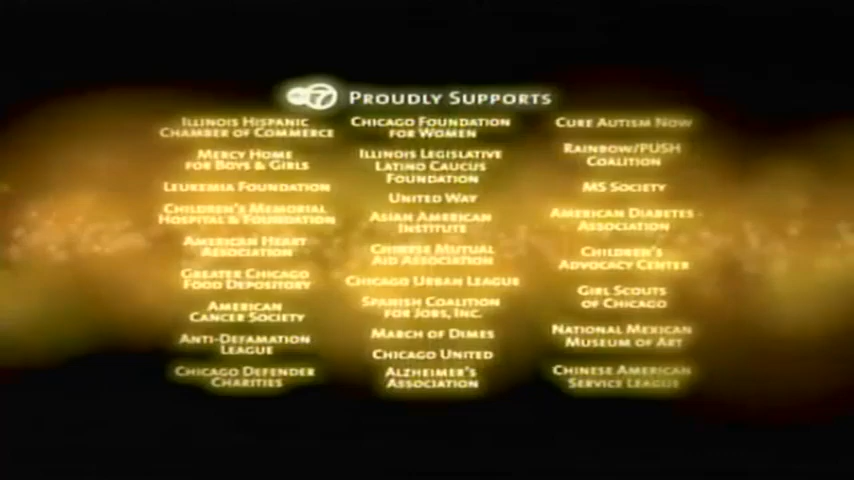 abc 7 PROUDLY SUPPORTS
ILLINOIS HISPANIC
CHAMBER OF COMMERCE
MERCY HOME
FOR BOYS & GIRLS
LEUKEMIA FOUNDATION
CHILDREN'S MEMORIAL
HOSPITAL & FOUNDATION
AMERICAN HEART
ASSOCIATION
GREATER CHICAGO
FOOD DEPOSITORY
AMERICAN
CANCER SOCIETY
ANTI-DEFAMATION
LEAGUE
CHICAGO DEFENDER
CHARITIES
CHICAGO FOUNDATION
FOR WOMEN
ILLINOIS LEGISLATIVE
LATINO CAUCUS
FOUNDATION
UNITED WAY
ASIAN AMERICAN
INSTITUTE
CHINESE MUTUAL
AID ASSOCIATION
CHICAGO URBAN LEAGUE
SPANISH COALITION
FOR JOBS, INC.
MARCH OF DIMES
CHICAGO UNITED
ALZHEIMER'S
ASSOCIATION
CURE AUTISM NOW
RAINBOW/PUSH
COALITION
MS SOCIETY
AMERICAN DIABETES
ASSOCIATION
CHILDREN'S
ADVOCACY CENTER
GIRL SCOUTS
OF CHICAGO
NATIONAL MEXICAN
MUSEUM OF ART
CHINESE AMERICAN
SERVICE LEAGUE